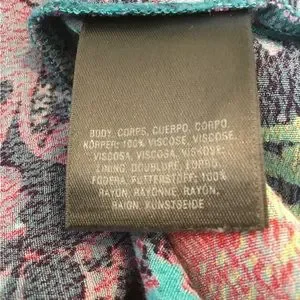 BODY, CORPS, CUERPO, CORPO,
KÖRPER: 100% VISCOSE, VISCOSE,
VISCOSA, VISCOSA, VISKOSE;
LINING, DOUBLURE, FORRO,
FODERA, FUTTERSTOFF: 100%
RAYON, RAYONNE, RAYON,
RAION, KUNSTSEIDE